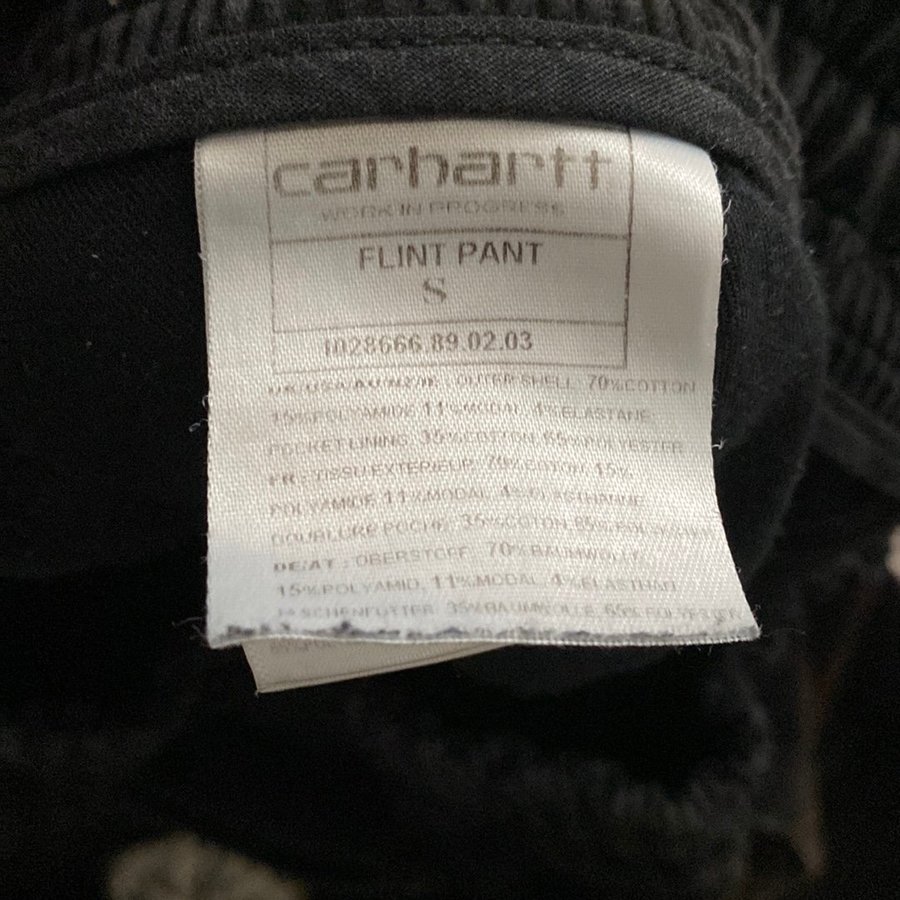 carhartt
WORK IN PROGRESS
FLINT PANT
S
I028666.89.02.03
UK/USA/AU/NZ/IE : OUTER SHELL: 70%COTTON
15%POLYAMIDE 11%MODAL 4%ELASTANE
POCKET LINING: 35%COTTON 65%POLYESTER
FR : TISSU EXTERIEUR: 70%COTON 15%
POLYAMIDE 11%MODAL 4%ELASTHANNE
DOUBLURE POCHE: 35%COTON 65%POLYESTER
DE/AT : OBERSTOFF: 70%BAUMWOLLE
15%POLYAMID, 11%MODAL 4%ELASTHAN
TASCHENFUTTER: 35%BAUMWOLLE 65%POLYESTER